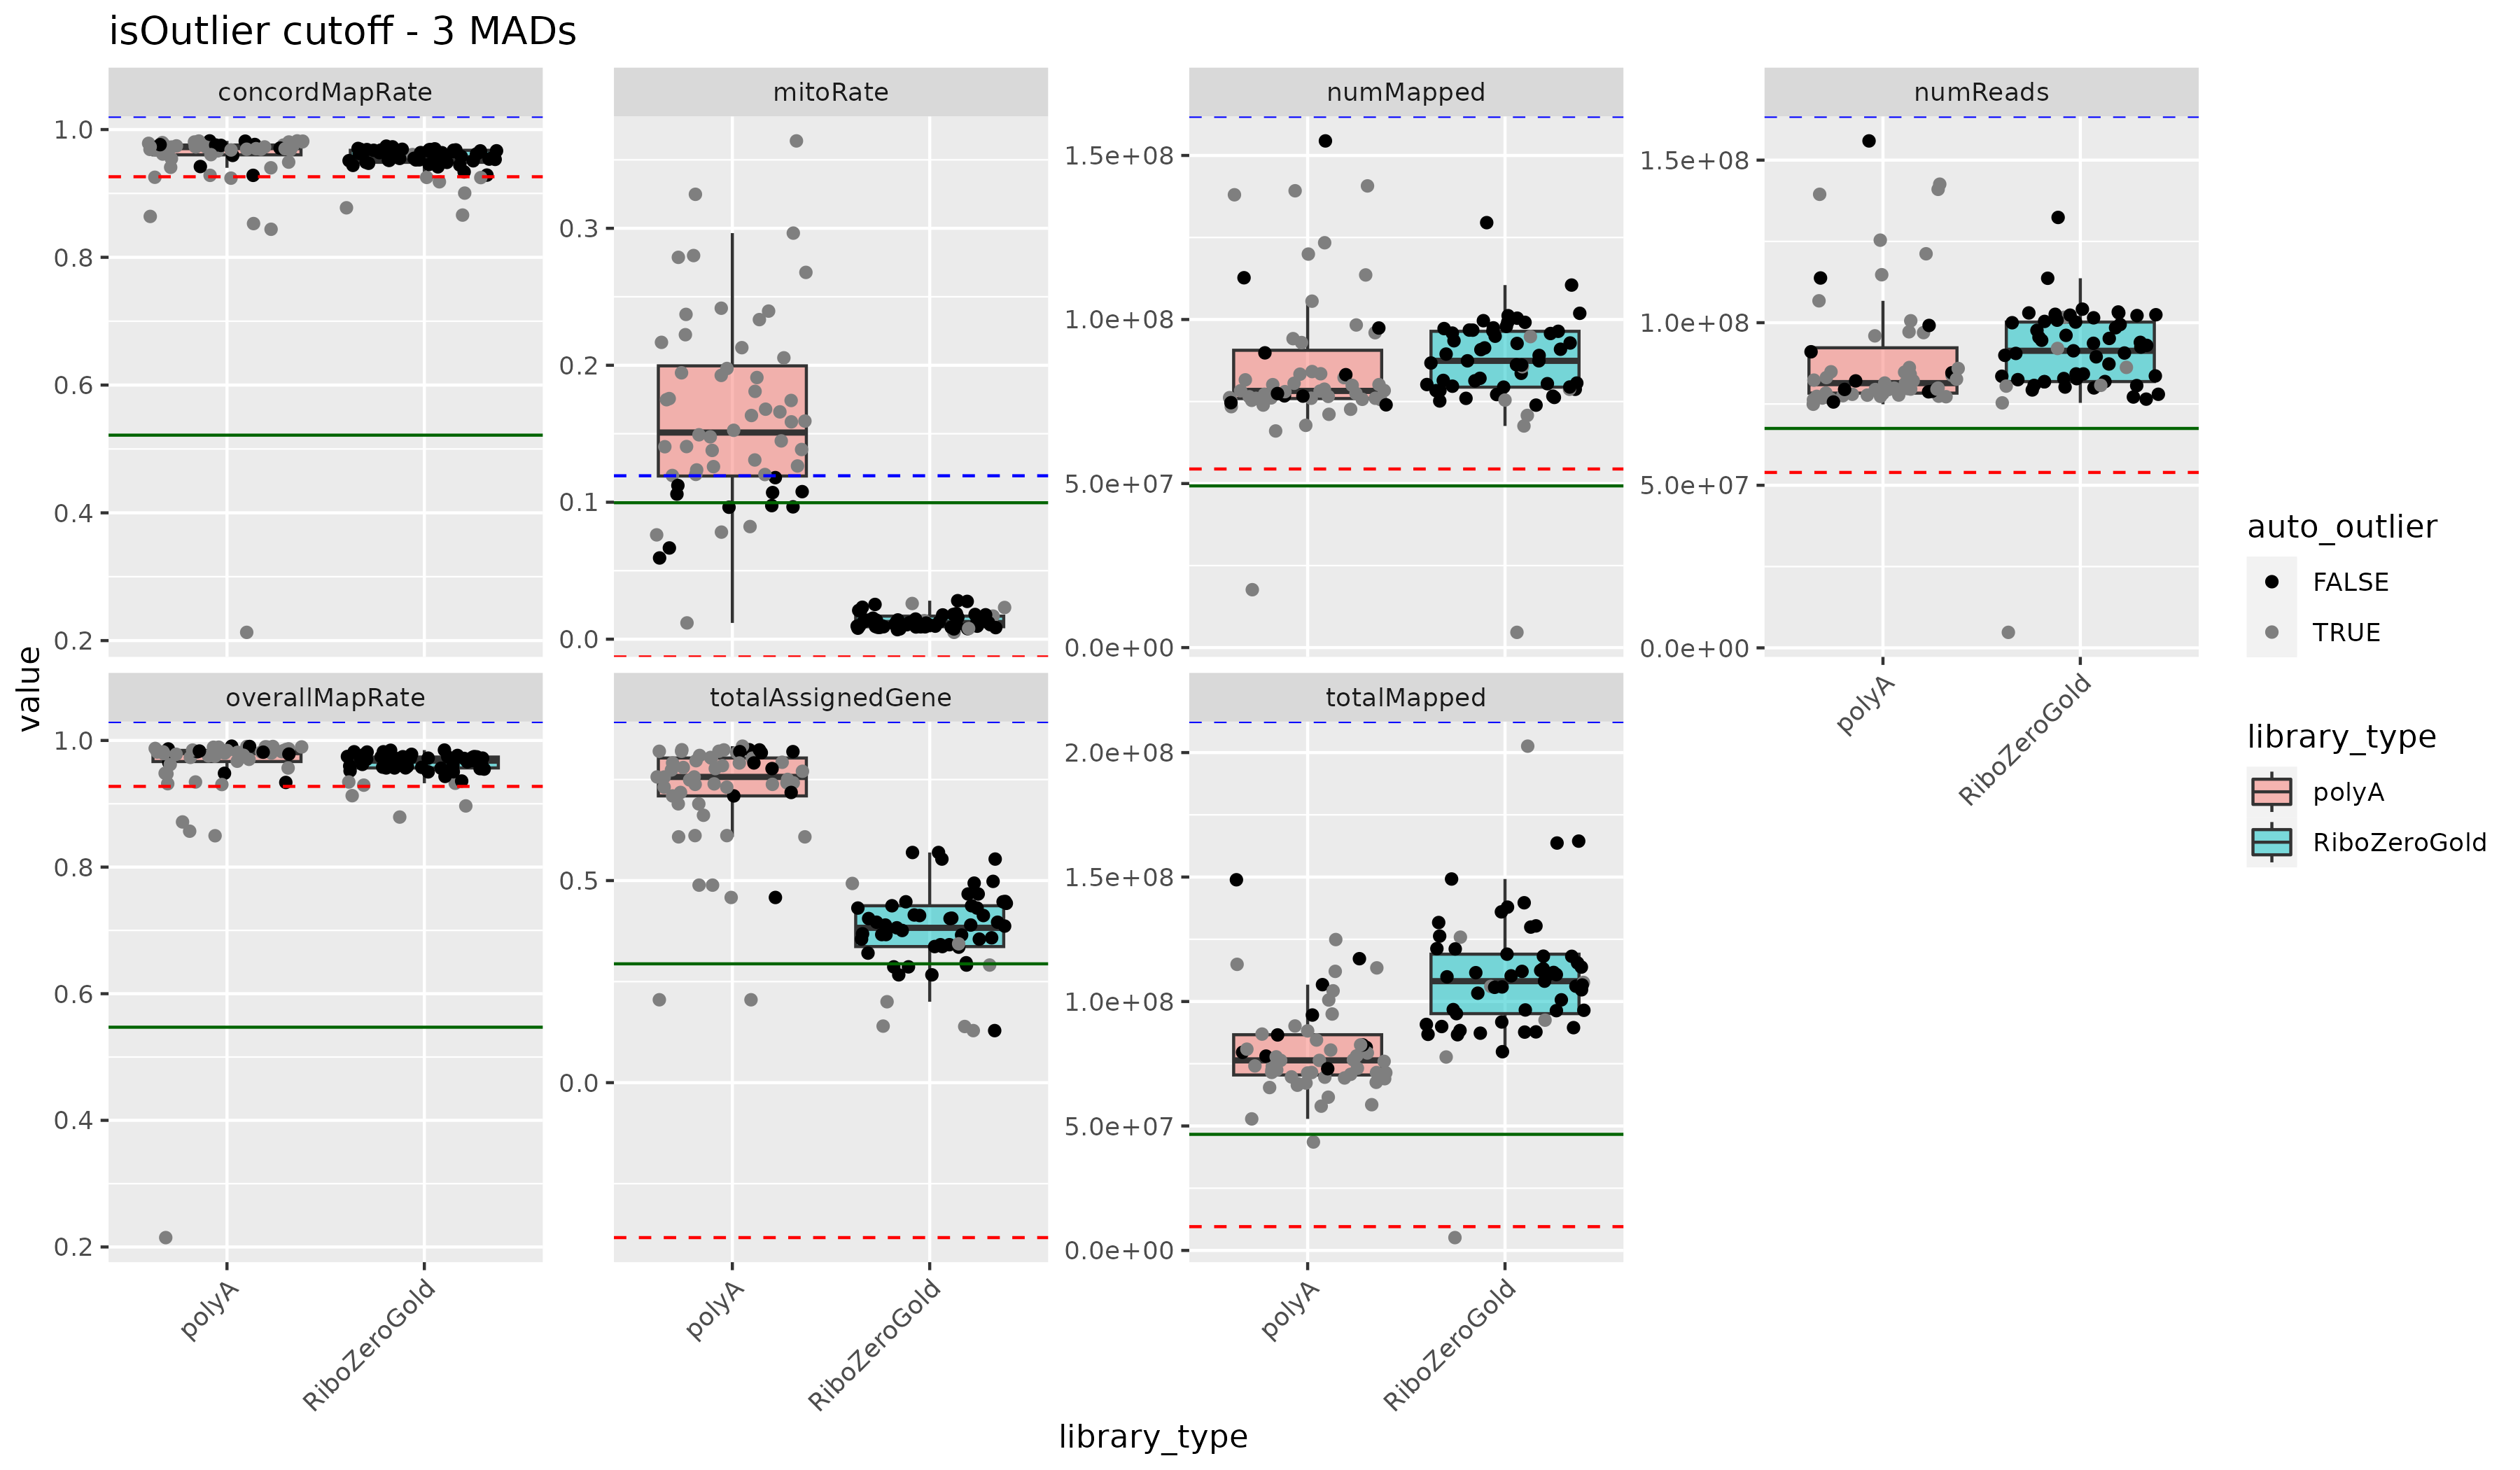 isOutlier cutoff - 3 MADs
concordMapRate
mitoRate
numMapped
numReads
1.0
0.8
0.6
0.4
0.2
0.3
0.2
0.1
0.0
1.5e+08
1.0e+08
5.0e+07
0.0e+00
1.5e+08
1.0e+08
5.0e+07
0.0e+00
polyA
RiboZeroGold
overallMapRate
totalAssignedGene
totalMapped
1.0
0.8
0.6
0.4
0.2
0.5
0.0
2.0e+08
1.5e+08
1.0e+08
5.0e+07
0.0e+00
polyA
RiboZeroGold
polyA
RiboZeroGold
polyA
RiboZeroGold
value
library_type
auto_outlier
FALSE
TRUE
library_type
polyA
RiboZeroGold